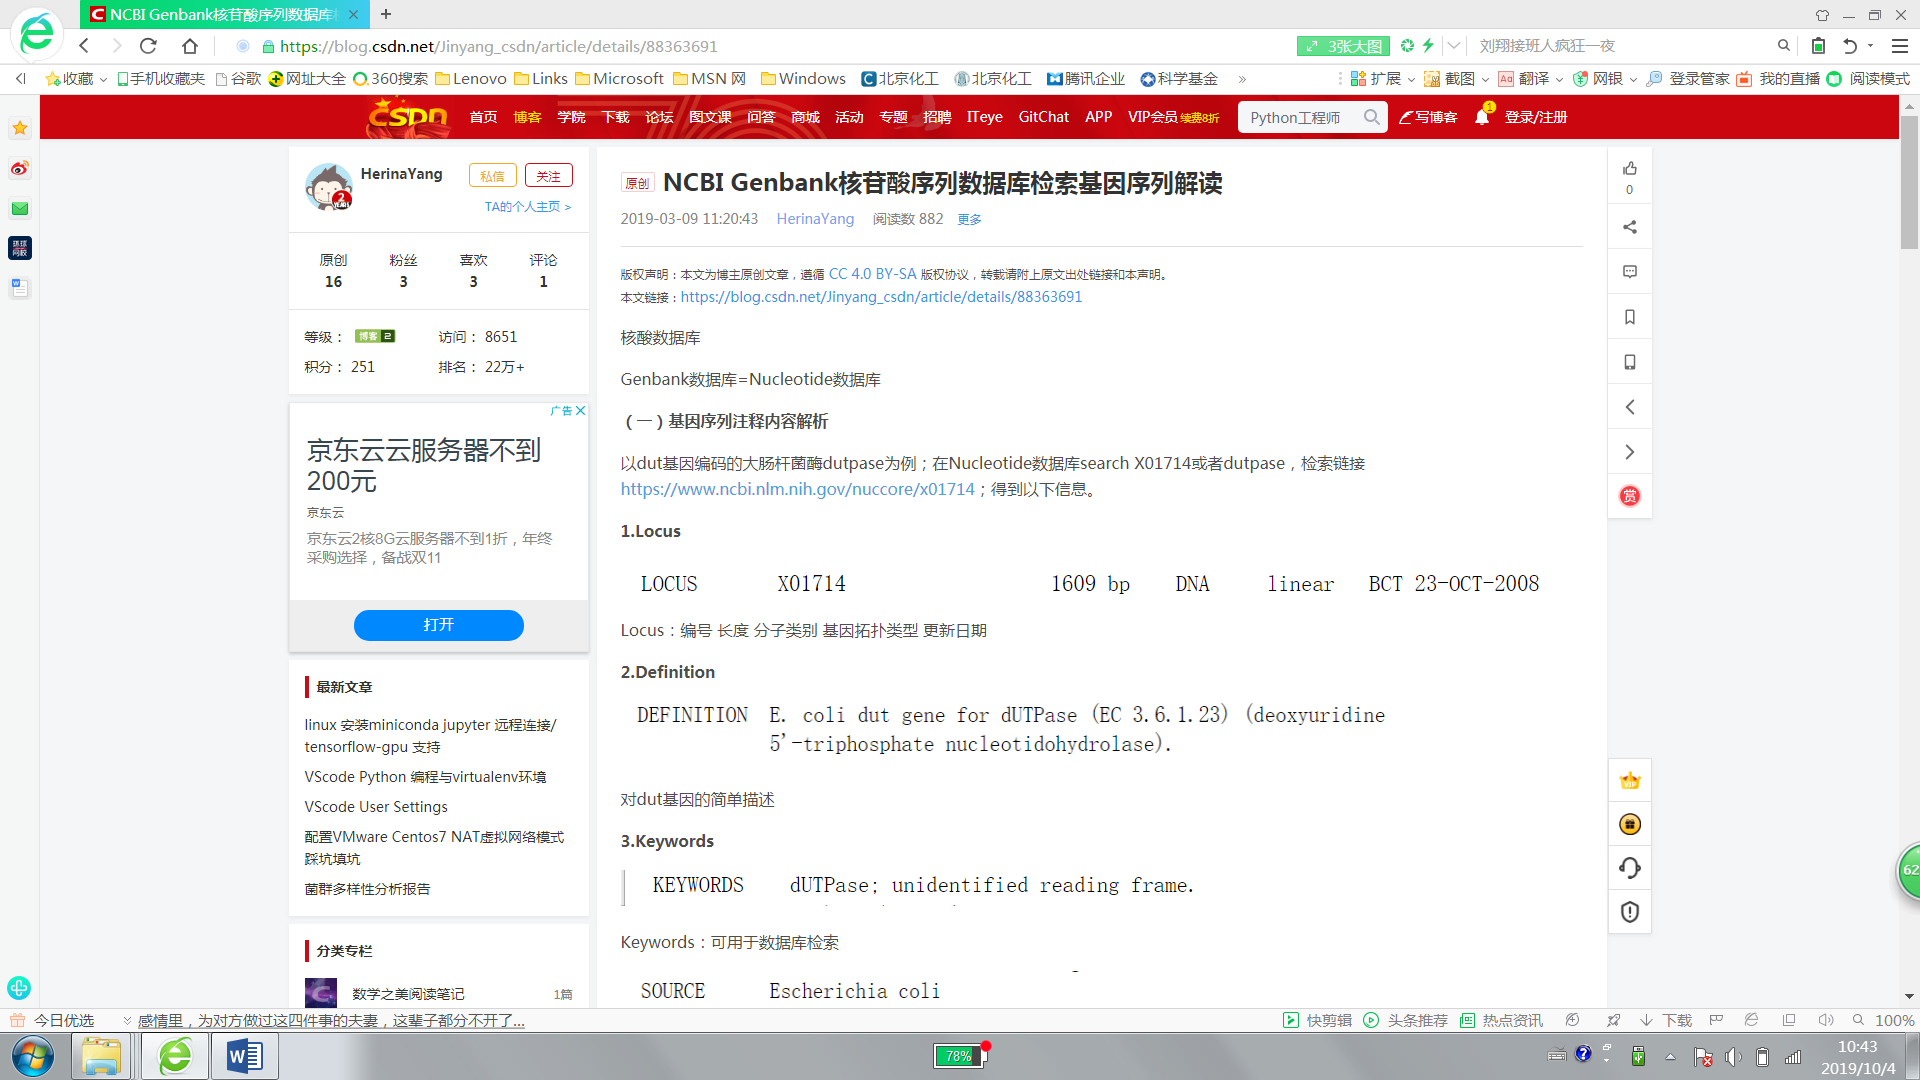 NCBI Genbank核苷酸序列数据库
https://blog.csdn.net/Jinyang_csdn/article/details/88363691
3张大图
刘翔接班人疯狂一夜
收藏 手机收藏夹 谷歌 网址大全 360搜索 Lenovo Links Microsoft MSN 网 Windows 北京化工 北京化工 腾讯企业 科学基金 »
扩展 截图 翻译 网银 登录管家 我的直播 阅读模式
CSDN 首页 博客 学院 下载 论坛 图文课 问答 商城 活动 专题 招聘 ITeye GitChat APP VIP会员 续费8折 Python工程师 写博客 1 登录/注册
HerinaYang 私信 关注
TA的个人主页 >
原创 粉丝 喜欢 评论
16 3 3 1
等级： 博客 2 访问： 8651
积分： 251 排名： 22万+
广告
京东云云服务器不到
200元
京东云
京东云2核8G云服务器不到1折，年终
采购选择，备战双11
打开
最新文章
linux 安装miniconda jupyter 远程连接/
tensorflow-gpu 支持
VScode Python 编程与virtualenv环境
VScode User Settings
配置VMware Centos7 NAT虚拟网络模式
踩坑填坑
菌群多样性分析报告
分类专栏
数学之美阅读笔记 1篇
原创 NCBI Genbank核苷酸序列数据库检索基因序列解读
2019-03-09 11:20:43 HerinaYang 阅读数 882 更多
版权声明：本文为博主原创文章，遵循 CC 4.0 BY-SA 版权协议，转载请附上原文出处链接和本声明。
本文链接：https://blog.csdn.net/Jinyang_csdn/article/details/88363691
核酸数据库
Genbank数据库=Nucleotide数据库
（一）基因序列注释内容解析
以dut基因编码的大肠杆菌酶dutpase为例；在Nucleotide数据库search X01714或者dutpase，检索链接
https://www.ncbi.nlm.nih.gov/nuccore/x01714；得到以下信息。
1.Locus
LOCUS X01714 1609 bp DNA linear BCT 23-OCT-2008
Locus：编号 长度 分子类别 基因拓扑类型 更新日期
2.Definition
DEFINITION E. coli dut gene for dUTPase (EC 3.6.1.23) (deoxyuridine
5'-triphosphate nucleotidohydrolase).
对dut基因的简单描述
3.Keywords
KEYWORDS dUTPase; unidentified reading frame.
Keywords：可用于数据库检索
SOURCE Escherichia coli
0
赏
VIP
62
今日优选 感情里，为对方做过这四件事的夫妻，这辈子都分不开了...
快剪辑 头条推荐 热点资讯 下载 100%
78%
10:43
2019/10/4